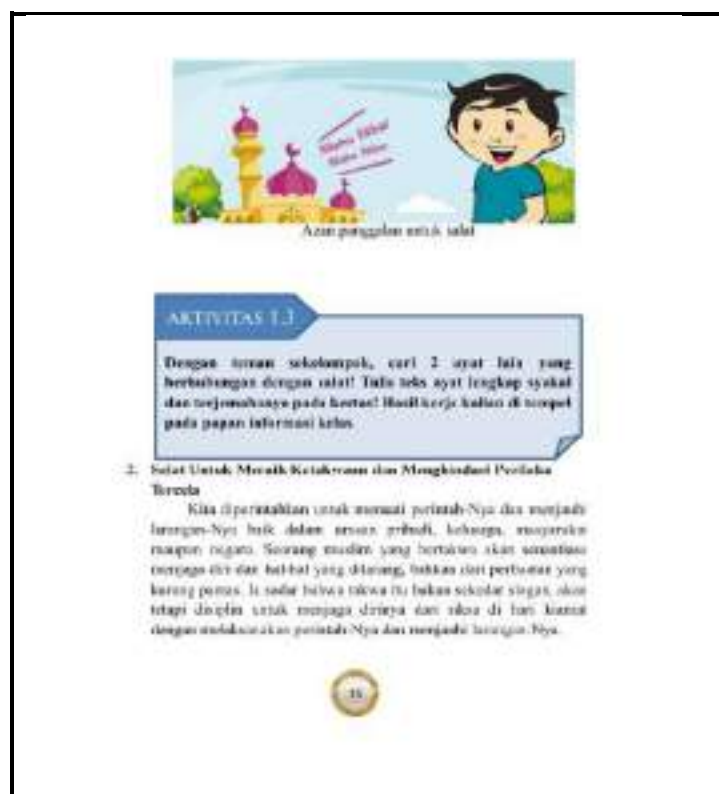 Azan panggilan untuk salat
AKTIVITAS 1.3
Dengan teman sekelompok, cari 2 ayat lain yang
berhubungan dengan salat! Tulis teks ayat lengkap syakal
dan terjemahanya pada kertas! Hasil kerja kalian di tempel
pada papan informasi kelas
2. Salat Untuk Meraih Ketakwaan dan Menghindari Perilaku
Tercela
Kita diperintahkan untuk menaati perintah-Nya dan menjauhi
larangan-Nya baik dalam urusan pribadi, keluarga, masyarakat
maupun negara. Seorang muslim yang bertakwa akan senantiasa
menjaga diri dan hal-hal yang dilarang, bahkan dari perbuatan yang
kurang pantas. Ia sadar bahwa takwa itu bukan sekedar slogan, akan
tetapi disiplin untuk menjaga dirinya dari siksa di hari kiamat
dengan melaksanakan perintah-Nya dan menjauhi larangan-Nya.